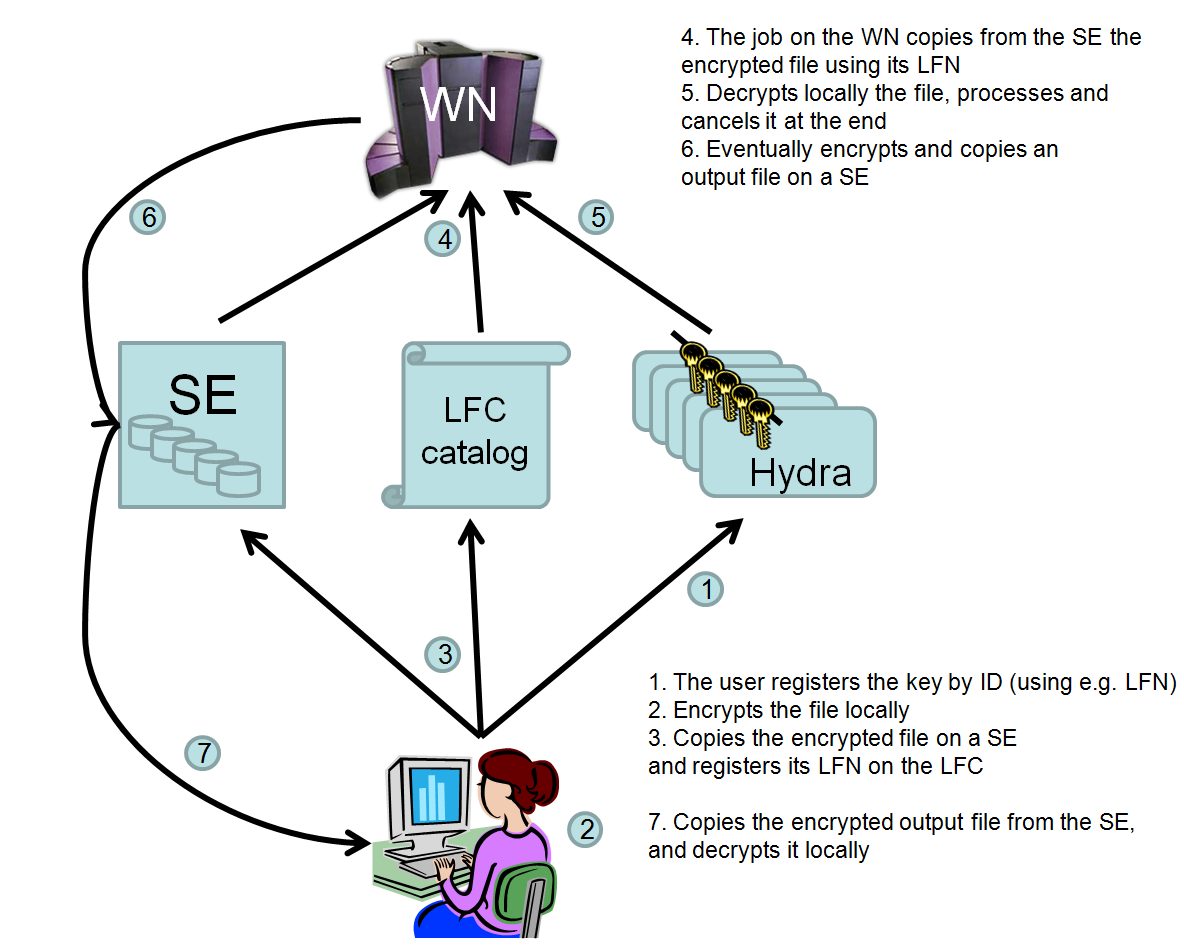 4. The job on the WN copies from the SE the
encrypted file using its LFN
5. Decrypts locally the file, processes and
cancels it at the end
6. Eventually encrypts and copies an
output file on a SE
WN
6
4
5
SE
LFC
catalog
Hydra
1
3
1. The user registers the key by ID (using e.g. LFN)
2. Encrypts the file locally
3. Copies the encrypted file on a SE
and registers its LFN on the LFC
7
2
7. Copies the encrypted output file from the SE,
and decrypts it locally